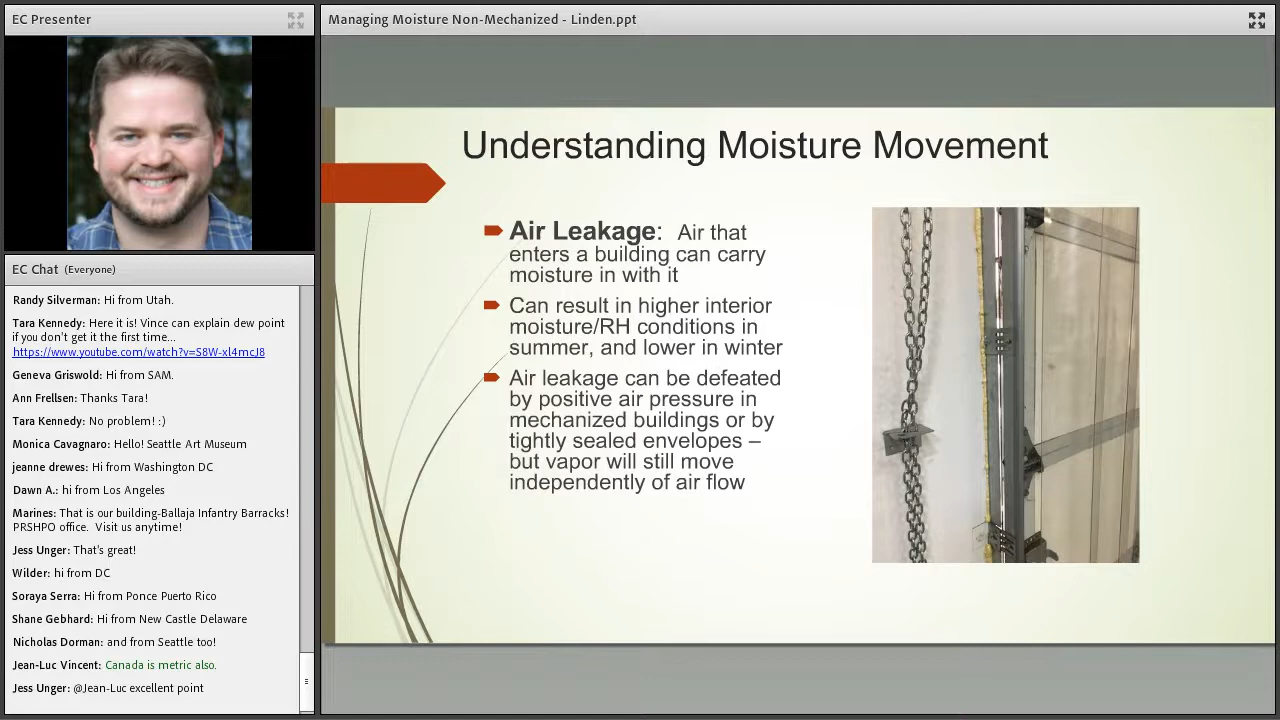 EC Presenter
EC Chat (Everyone)
Randy Silverman: Hi from Utah.
Tara Kennedy: Here it is! Vince can explain dew point
if you don't get it the first time...
https://www.youtube.com/watch?v=S8W-xl4mcJ8
Geneva Griswold: Hi from SAM.
Ann Frellsen: Thanks Tara!
Tara Kennedy: No problem! :)
Monica Cavagnaro: Hello! Seattle Art Museum
jeanne drewes: Hi from Washington DC
Dawn A.: hi from Los Angeles
Marines: That is our building-Ballaja Infantry Barracks!
PRSHPO office. Visit us anytime!
Jess Unger: That's great!
Wilder: hi from DC
Soraya Serra: Hi from Ponce Puerto Rico
Shane Gebhard: Hi from New Castle Delaware
Nicholas Dorman: and from Seattle too!
Jean-Luc Vincent: Canada is metric also.
Jess Unger: @Jean-Luc excellent point
Managing Moisture Non-Mechanized - Linden.ppt
Understanding Moisture Movement
Air Leakage: Air that
enters a building can carry
moisture in with it
Can result in higher interior
moisture/RH conditions in
summer, and lower in winter
Air leakage can be defeated
by positive air pressure in
mechanized buildings or by
tightly sealed envelopes –
but vapor will still move
independently of air flow